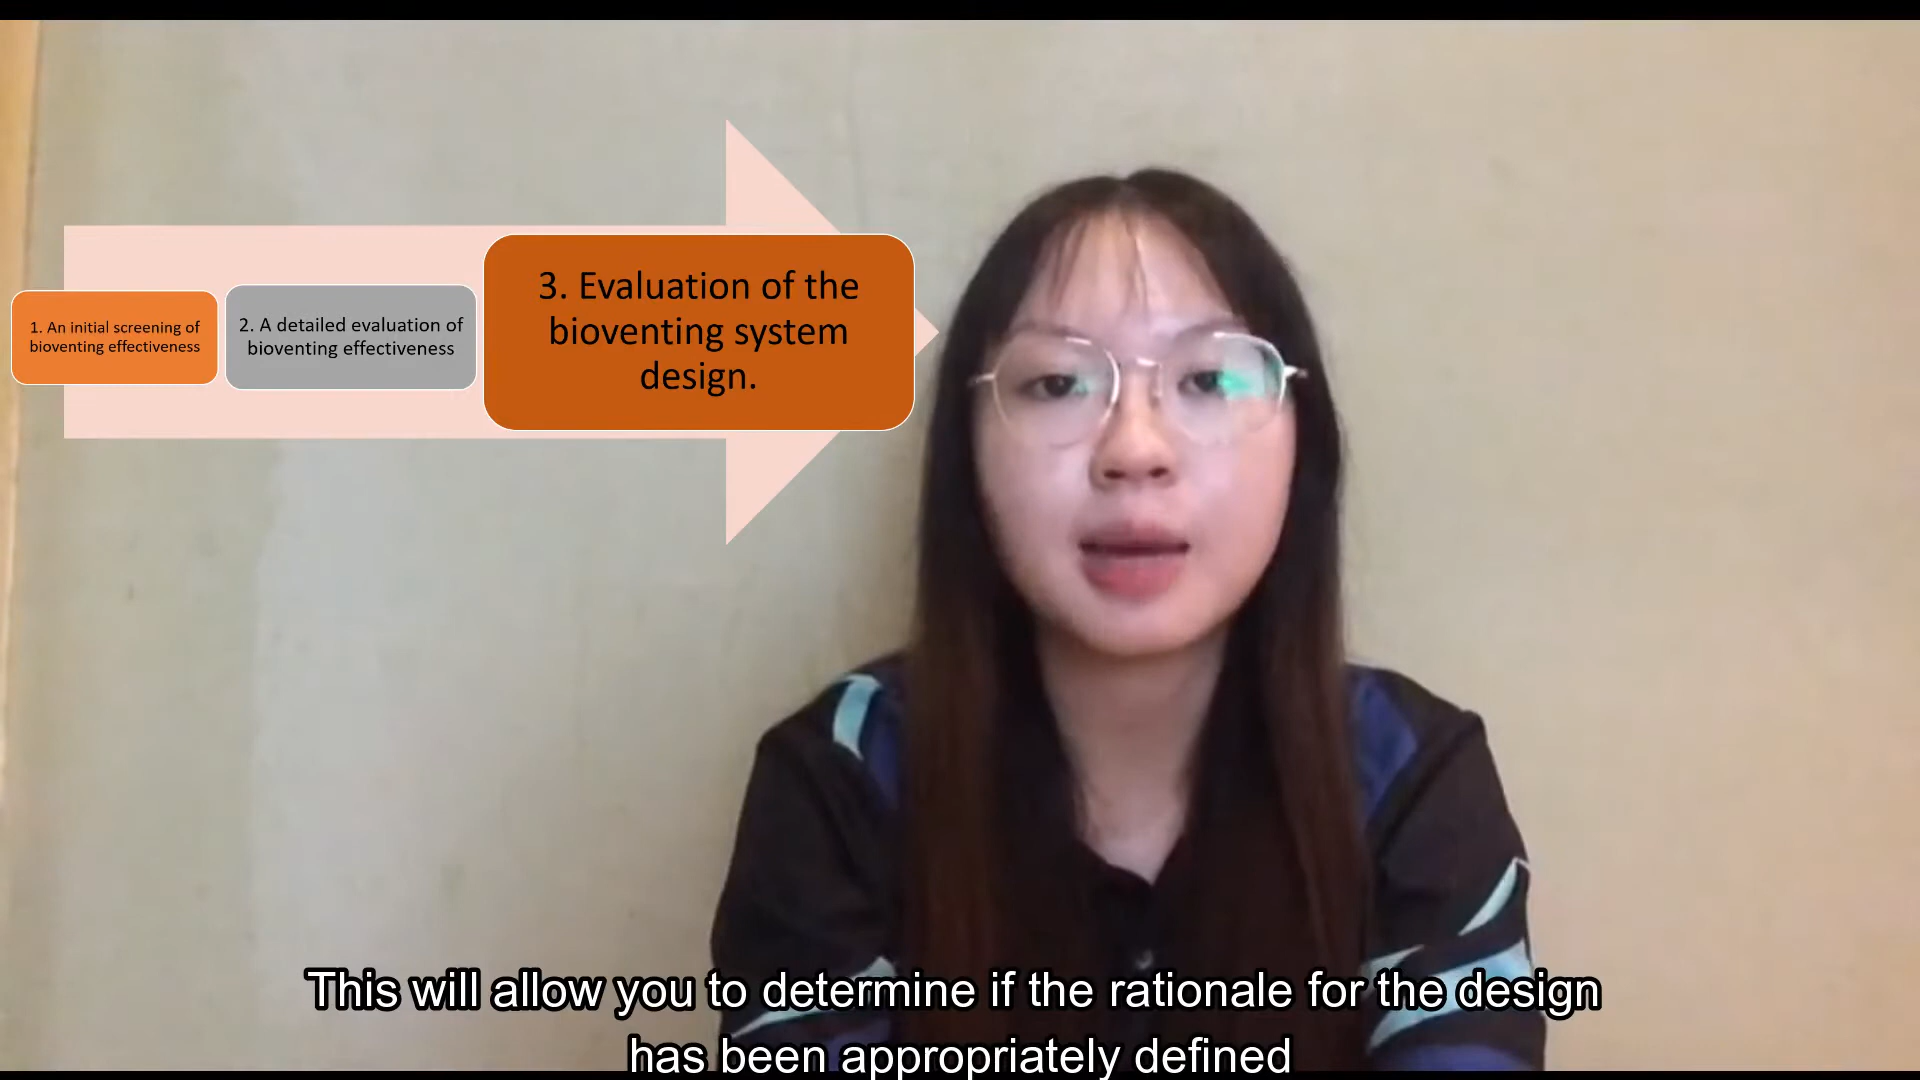 1. An initial screening of
bioventing effectiveness
2. A detailed evaluation of
bioventing effectiveness
3. Evaluation of the
bioventing system
design.
This will allow you to determine if the rationale for the design
has been appropriately defined